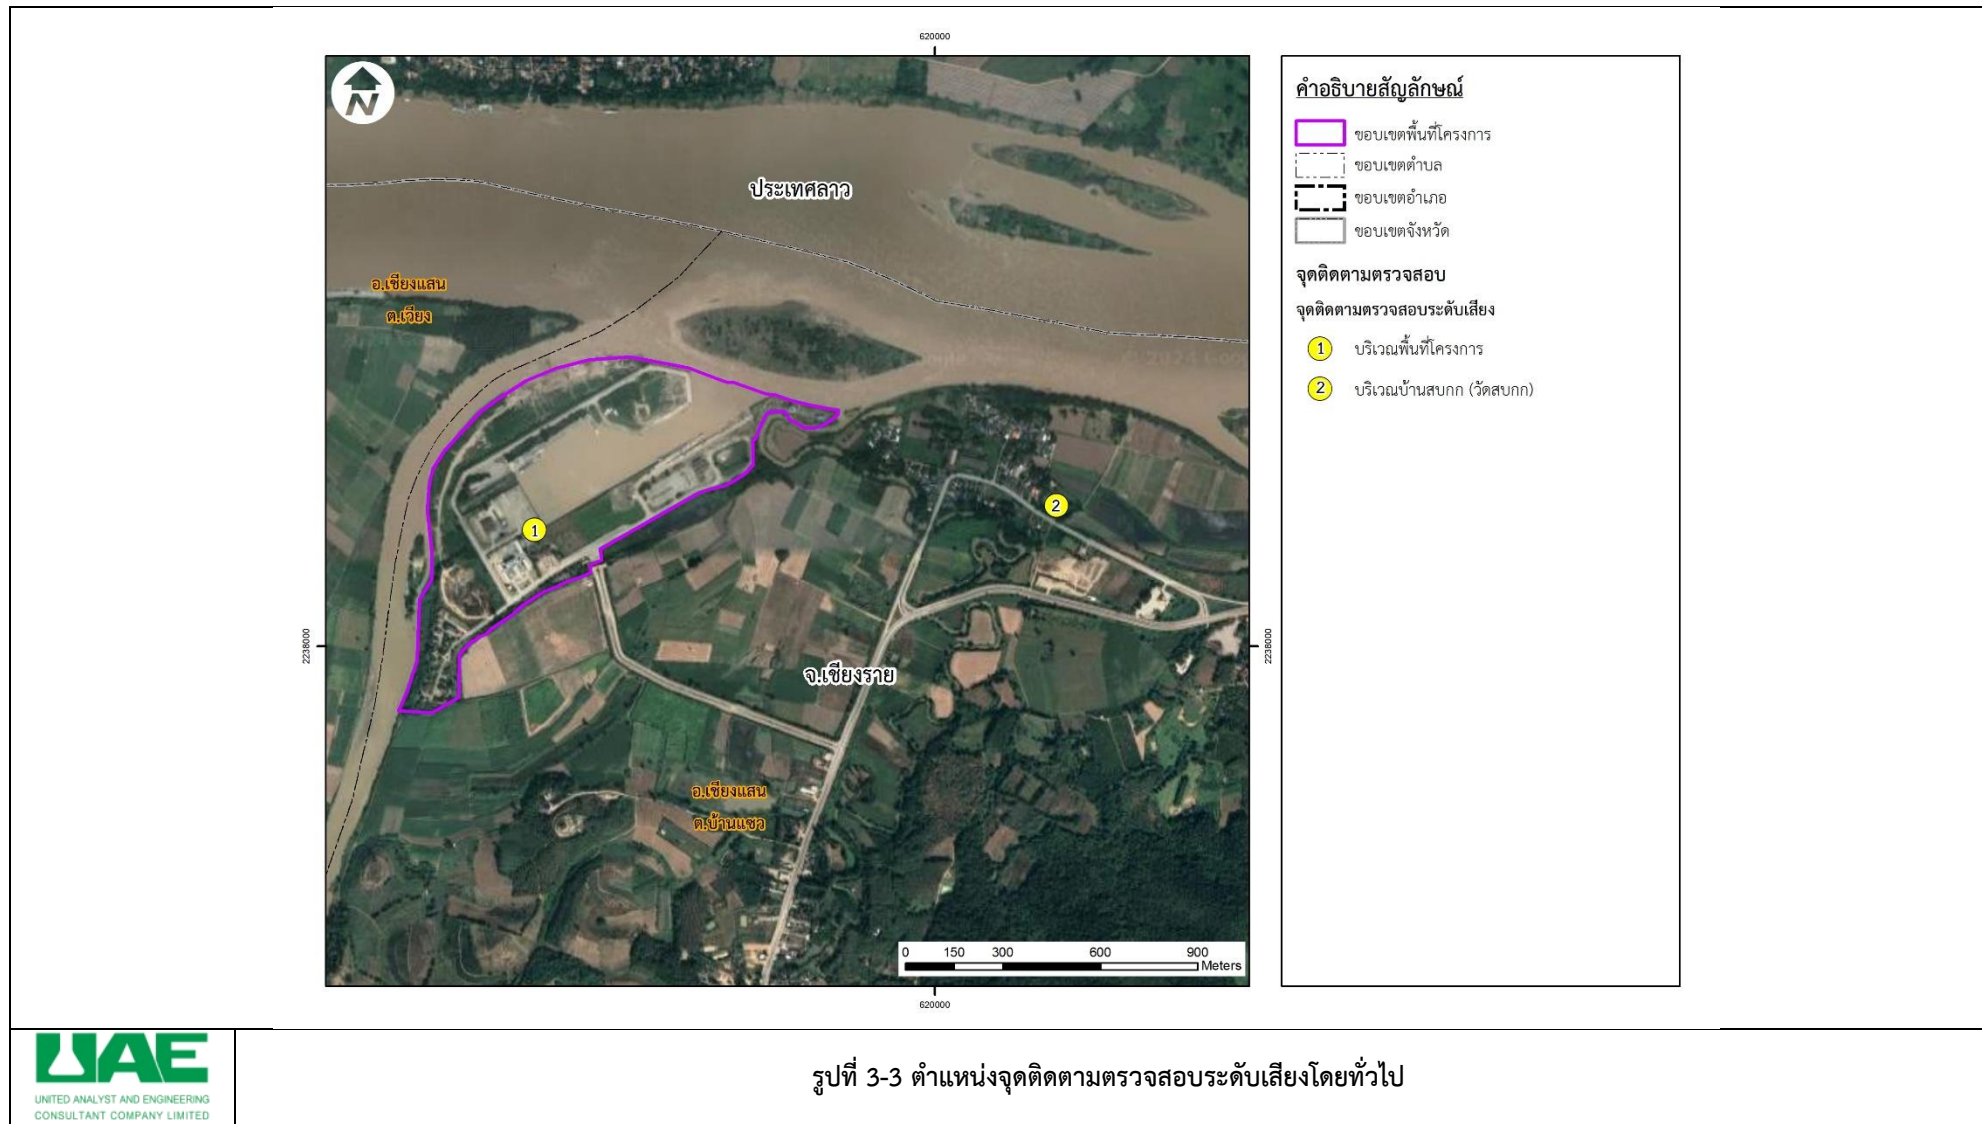 620000
ประเทศลาว
อ.เชียงแสน
ต.เวียง
2238000
2238000
จ.เชียงราย
อ.เชียงแสน
ต.บ้านแซว
0 150 300 600 900
Meters
620000
N
คำอธิบายสัญลักษณ์
ขอบเขตพื้นที่โครงการ
ขอบเขตตำบล
ขอบเขตอำเภอ
ขอบเขตจังหวัด
จุดติดตามตรวจสอบ
จุดติดตามตรวจสอบระดับเสียง
1 บริเวณพื้นที่โครงการ
2 บริเวณบ้านสบกก (วัดสบกก)
1
2
UAE
UNITED ANALYST AND ENGINEERING
CONSULTANT COMPANY LIMITED
รูปที่ 3-3 ตำแหน่งจุดติดตามตรวจสอบระดับเสียงโดยทั่วไป